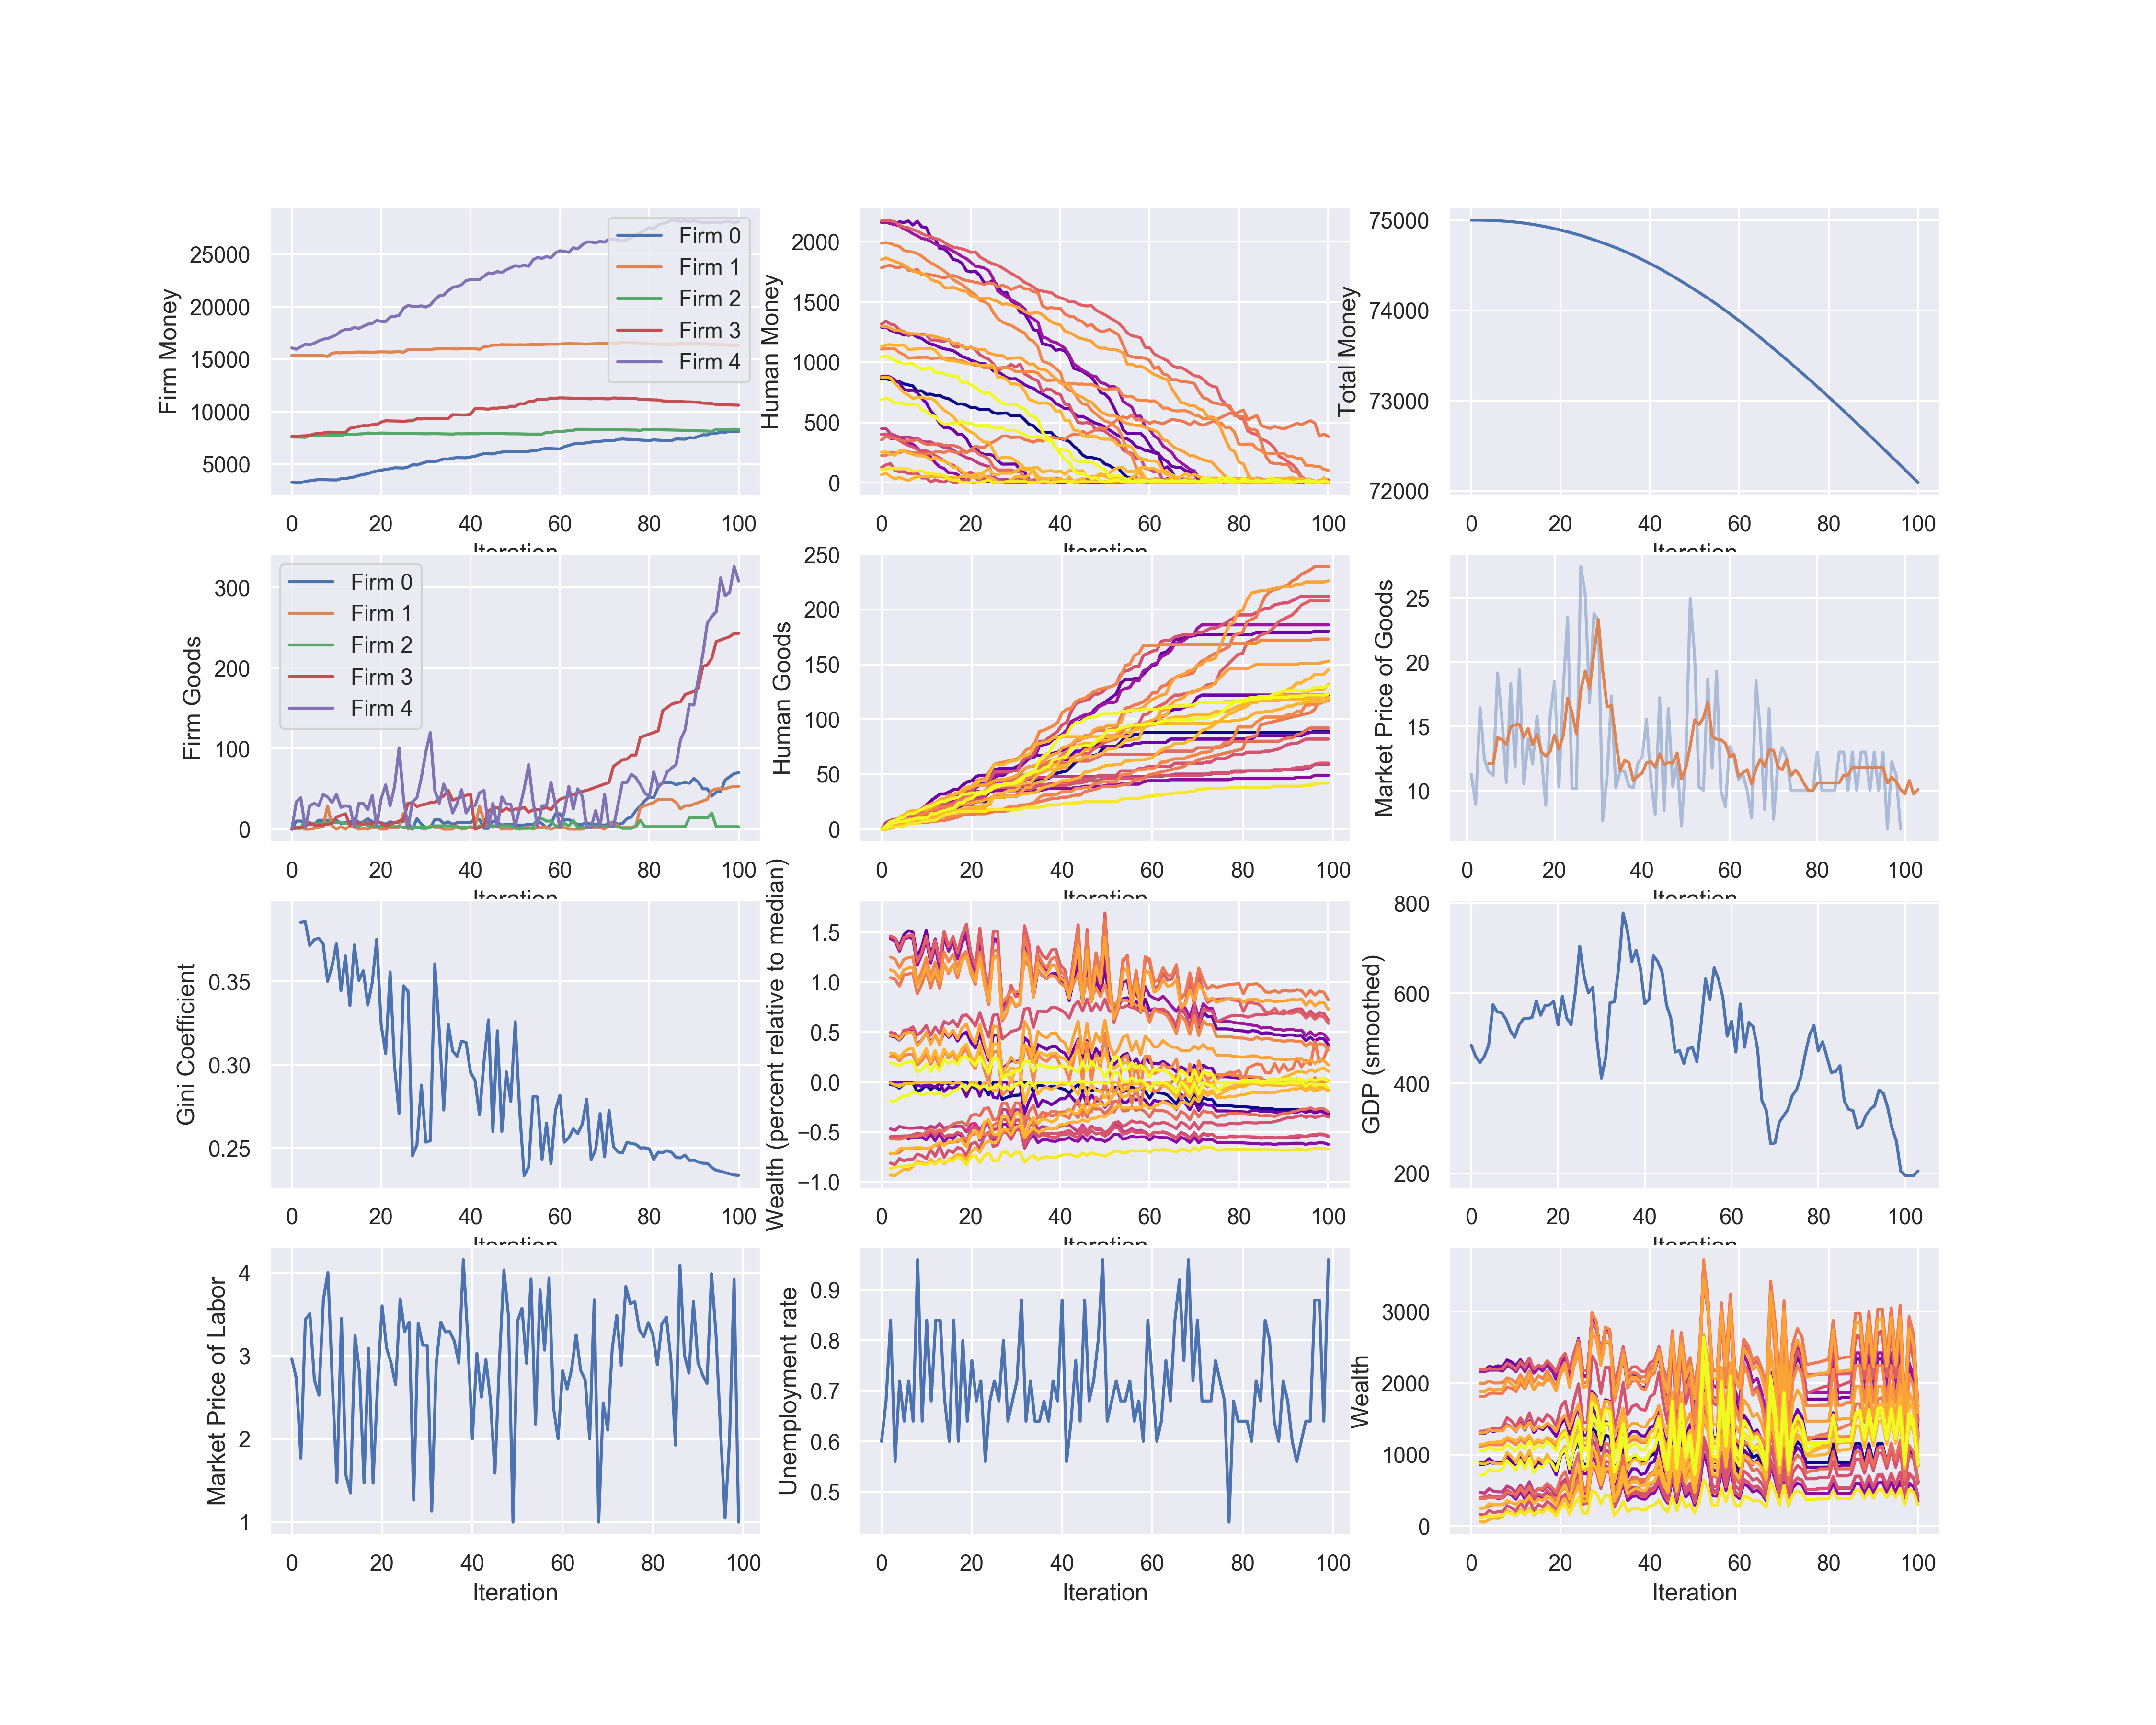 Firm Money
25000
20000
15000
10000
5000
0 20 40 60 80 100
Iteration
Firm 0
Firm 1
Firm 2
Firm 3
Firm 4
Human Money
2000
1500
1000
500
0
0 20 40 60 80 100
Iteration
Total Money
75000
74000
73000
72000
0 20 40 60 80 100
Iteration
Firm Goods
300
200
100
0
0 20 40 60 80 100
Iteration
Firm 0
Firm 1
Firm 2
Firm 3
Firm 4
Human Goods
250
200
150
100
50
0
0 20 40 60 80 100
Iteration
Market Price of Goods
25
20
15
10
0 20 40 60 80 100
Iteration
Gini Coefficient
0.35
0.30
0.25
0 20 40 60 80 100
Iteration
Wealth (percent relative to median)
1.5
1.0
0.5
0.0
−0.5
−1.0
0 20 40 60 80 100
Iteration
GDP (smoothed)
800
600
400
200
0 20 40 60 80 100
Iteration
Market Price of Labor
4
3
2
1
0 20 40 60 80 100
Iteration
Unemployment rate
0.9
0.8
0.7
0.6
0.5
0 20 40 60 80 100
Iteration
Wealth
3000
2000
1000
0
0 20 40 60 80 100
Iteration